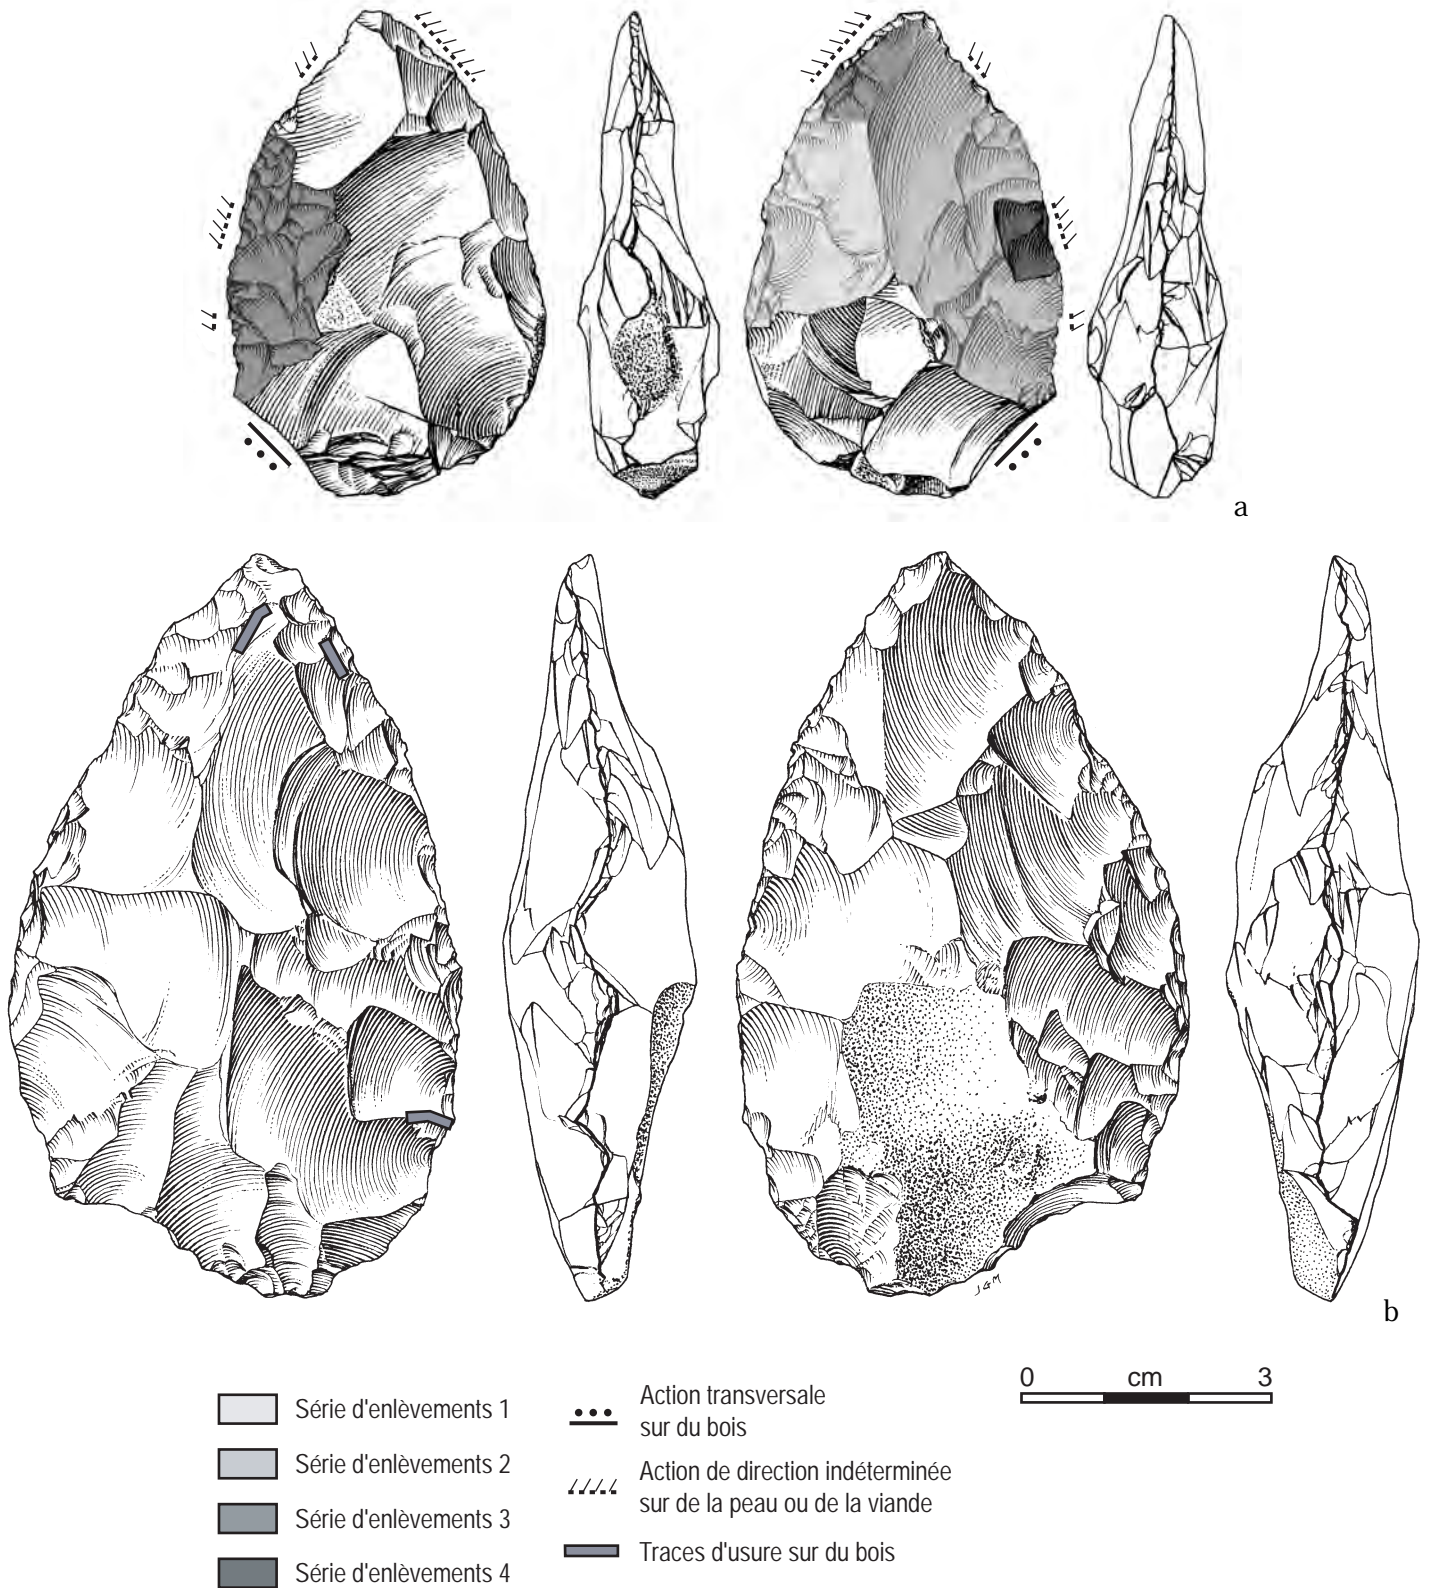 a
JGM
b
Série d'enlèvements 1
Série d'enlèvements 2
Série d'enlèvements 3
Série d'enlèvements 4
Action transversale
sur du bois
Action de direction indéterminée
sur de la peau ou de la viande
Traces d'usure sur du bois
0 cm 3